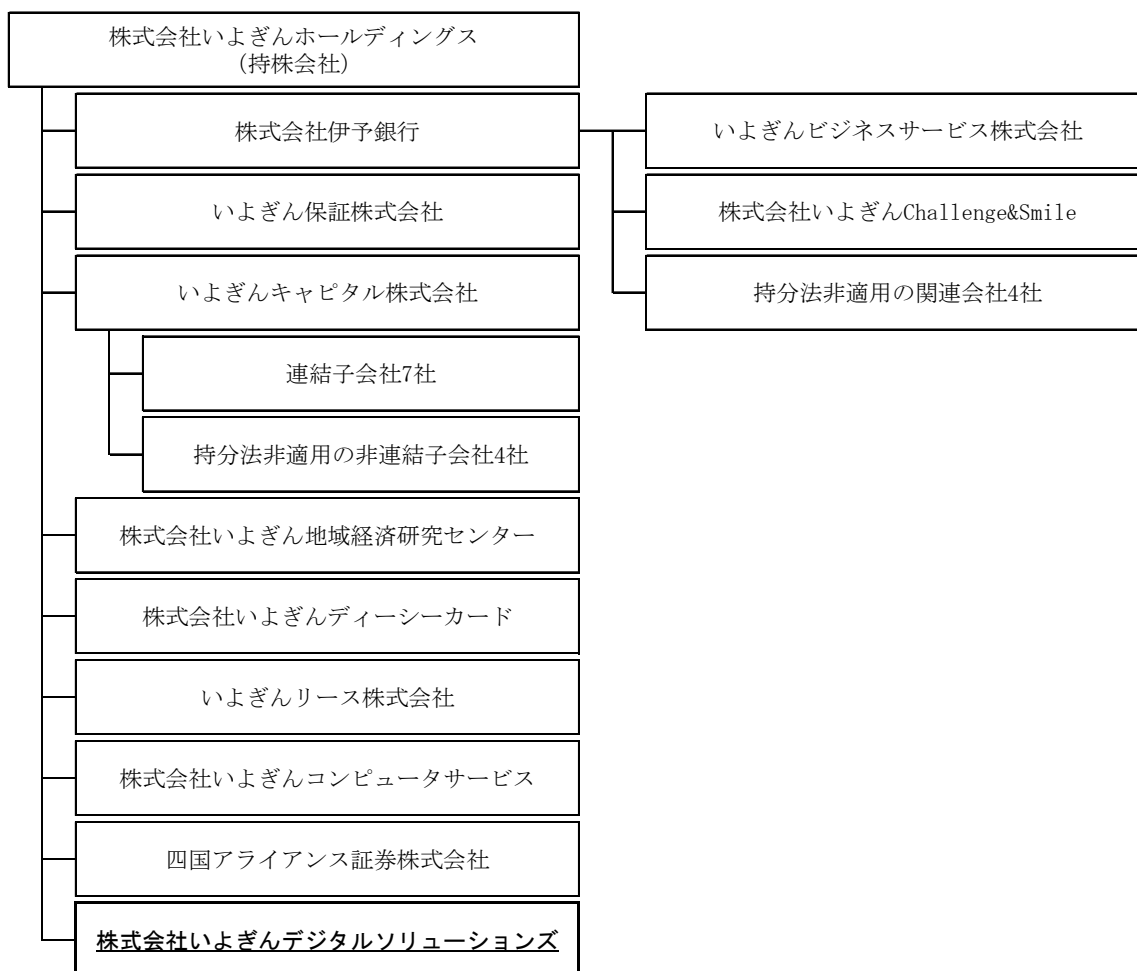 株式会社いよぎんホールディングス
(持株会社)
株式会社伊予銀行
いよぎんビジネスサービス株式会社
いよぎん保証株式会社
株式会社いよぎんChallenge&Smile
いよぎんキャピタル株式会社
持分法非適用の関連会社4社
連結子会社7社
持分法非適用の非連結子会社4社
株式会社いよぎん地域経済研究センター
株式会社いよぎんディーシーカード
いよぎんリース株式会社
株式会社いよぎんコンピュータサービス
四国アライアンス証券株式会社
株式会社いよぎんデジタルソリューションズ